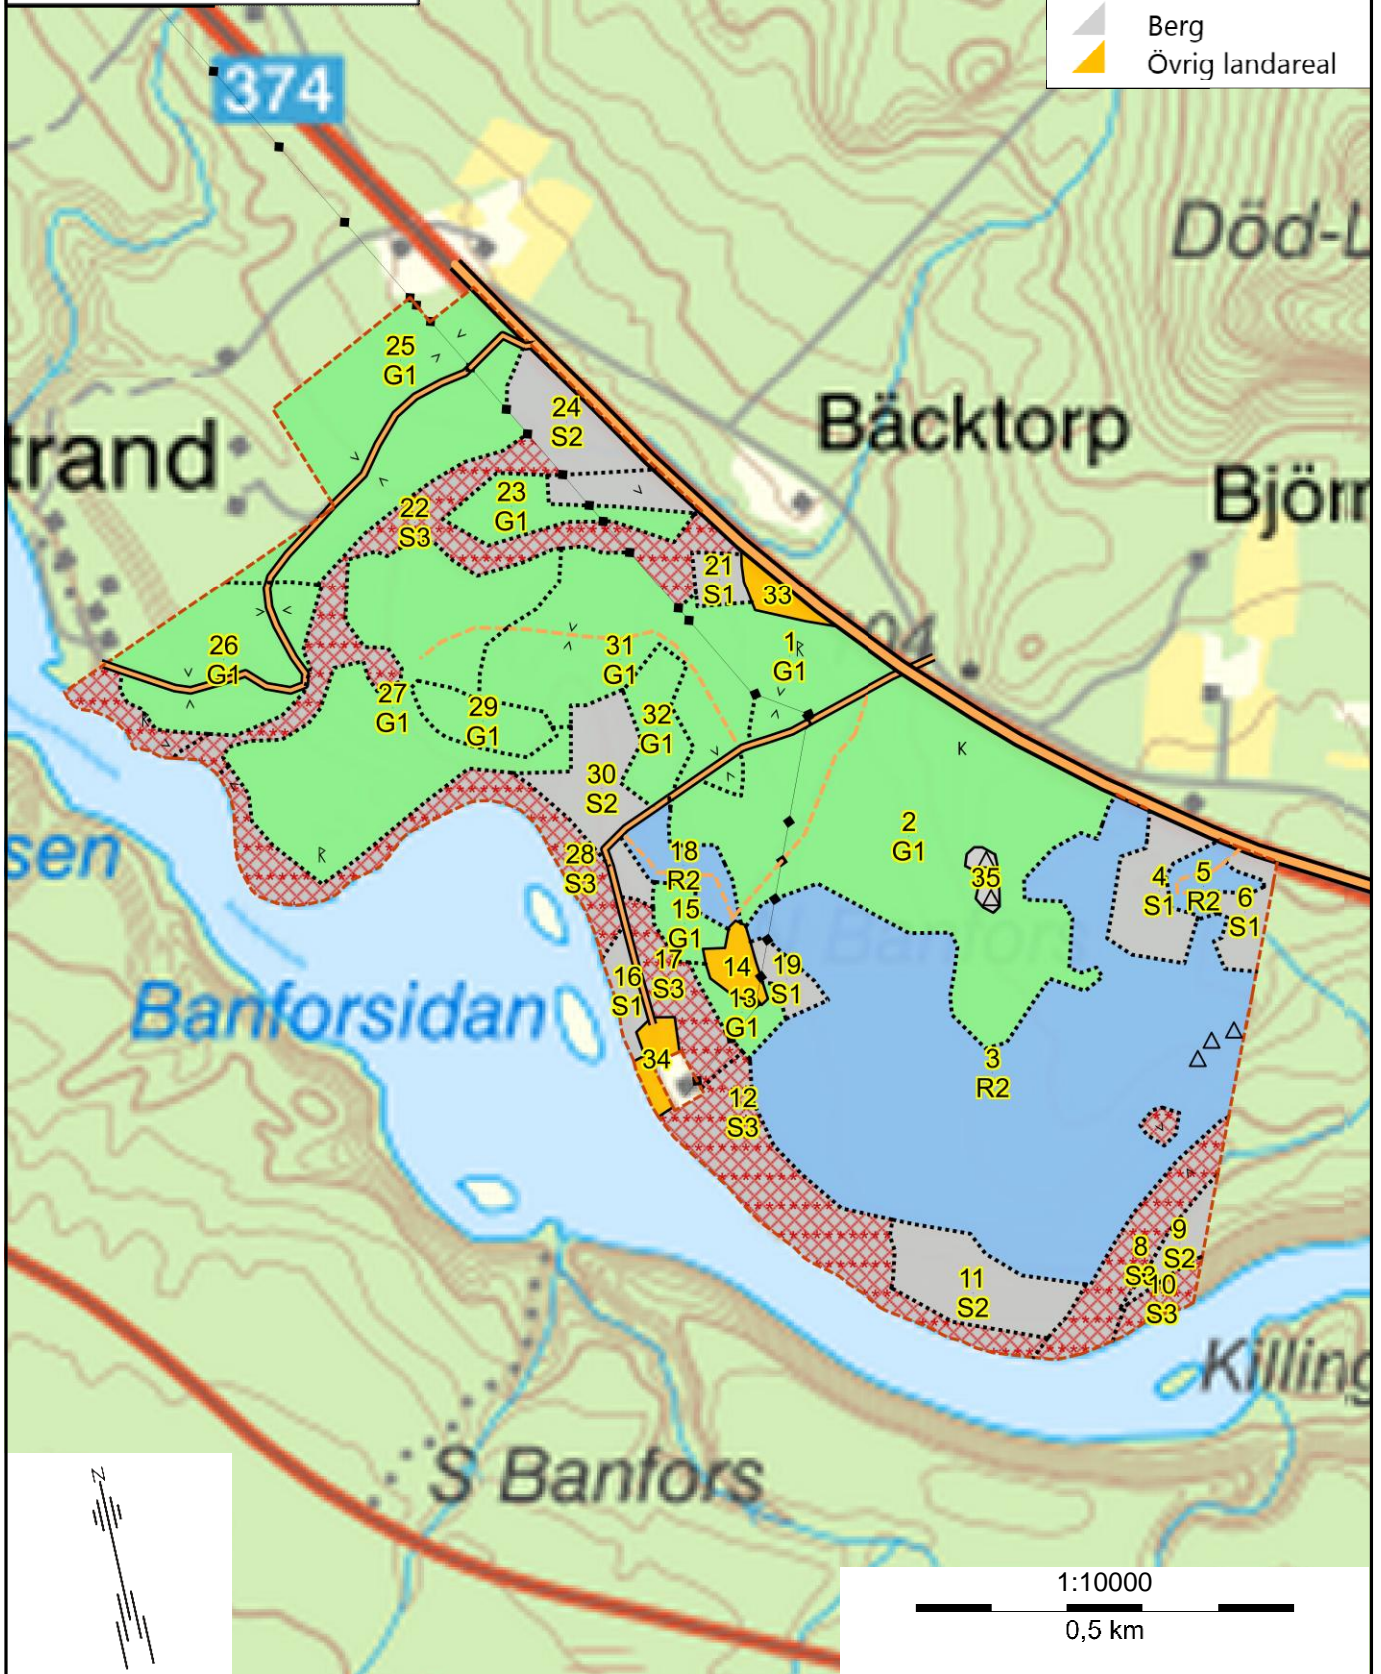 Berg
Övrig landareal
374
Död-L
25
G1
24
S2
Bäcktorp
trand
Björr
23
G1
22
S3
21
S1
33
26
G1
31
G1
1
G1
27
G1
29
G1
32
G1
30
S2
2
G1
sen
28
S3
18
R2
35
4
S1
5
R2
6
S1
15
G1
Banfors
17
S3
14
19
S1
16
S1
13
G1
Banforsidan
34
3
R2
12
S3
9
S2
8
S3
10
S3
11
S2
Killing
S Banfors
N
1:10000
0,5 km